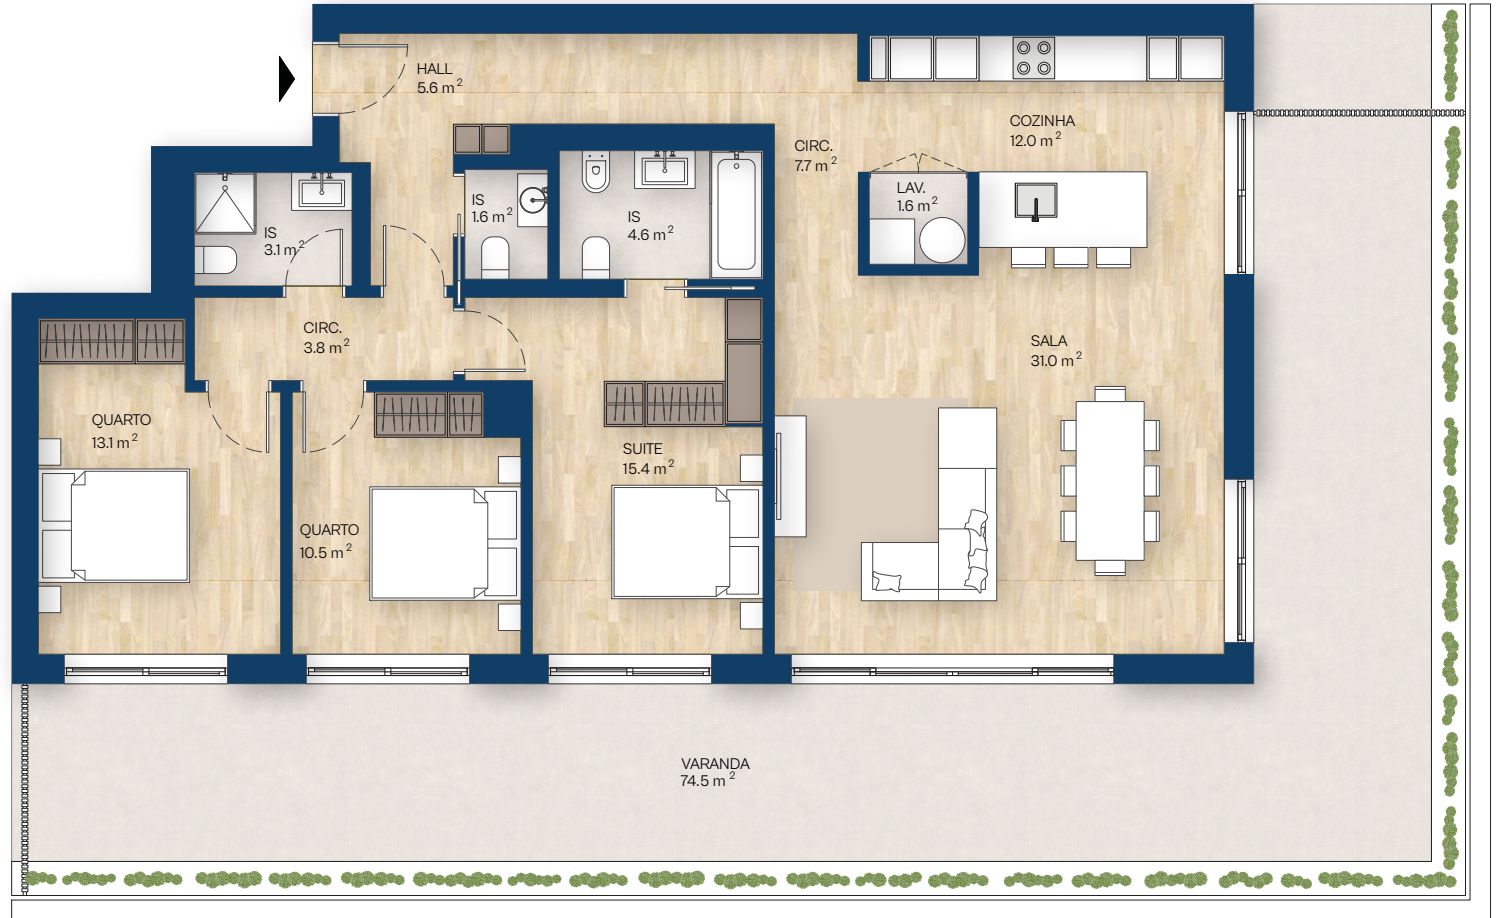 HALL
5.6 m²
COZINHA
12.0 m²
CIRC.
7.7 m²
LAV.
1.6 m²
IS
1.6 m²
IS
4.6 m²
IS
3.1 m²
CIRC.
3.8 m²
SALA
31.0 m²
QUARTO
13.1 m²
SUITE
15.4 m²
QUARTO
10.5 m²
VARANDA
74.5 m²